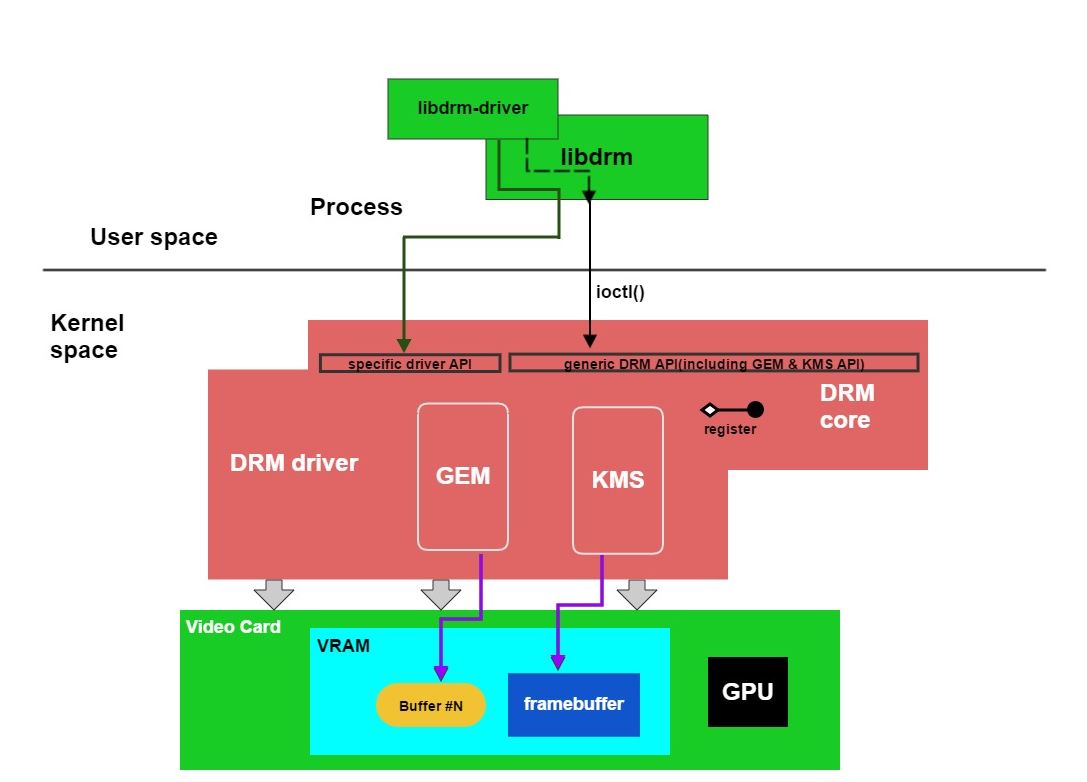 libdrm-driver
libdrm
Process
User space
ioctl()
Kernel
space
specific driver API
generic DRM API(including GEM & KMS API)
DRM
core
register
DRM driver
GEM
KMS
Video Card
VRAM
GPU
Buffer #N
framebuffer